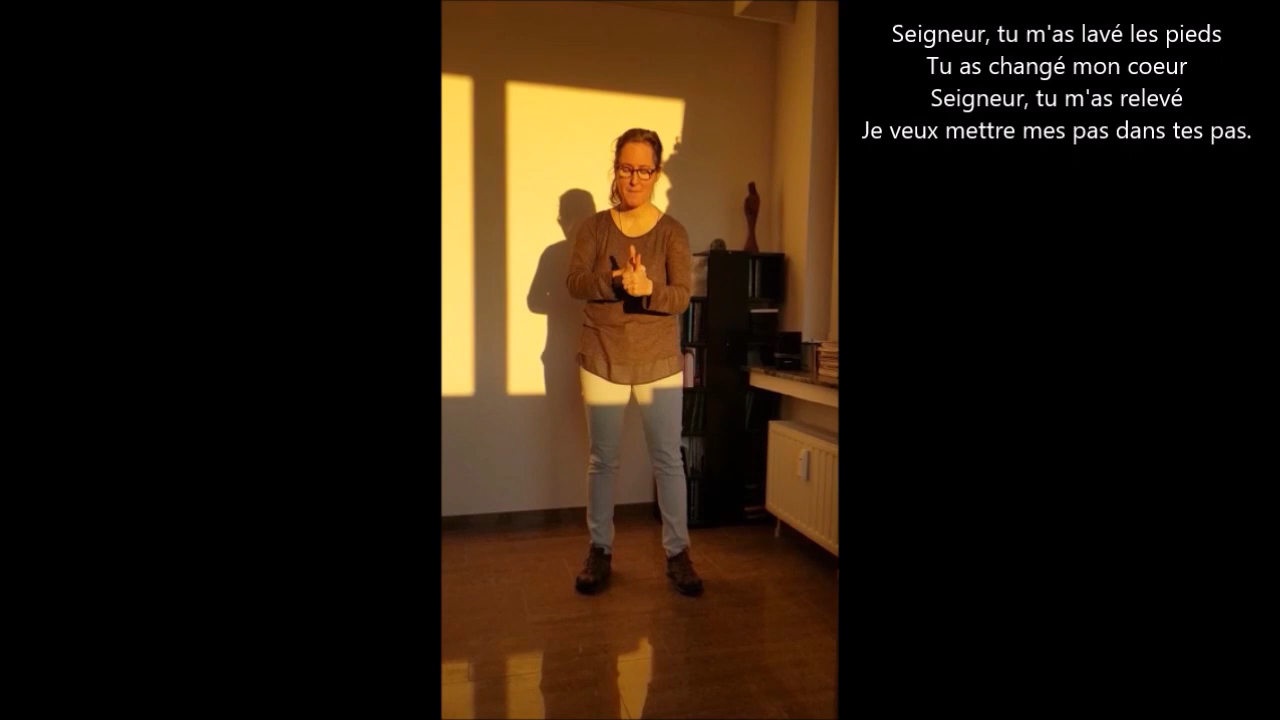 Seigneur, tu m'as lavé les pieds
Tu as changé mon coeur
Seigneur, tu m'as relevé
Je veux mettre mes pas dans tes pas.